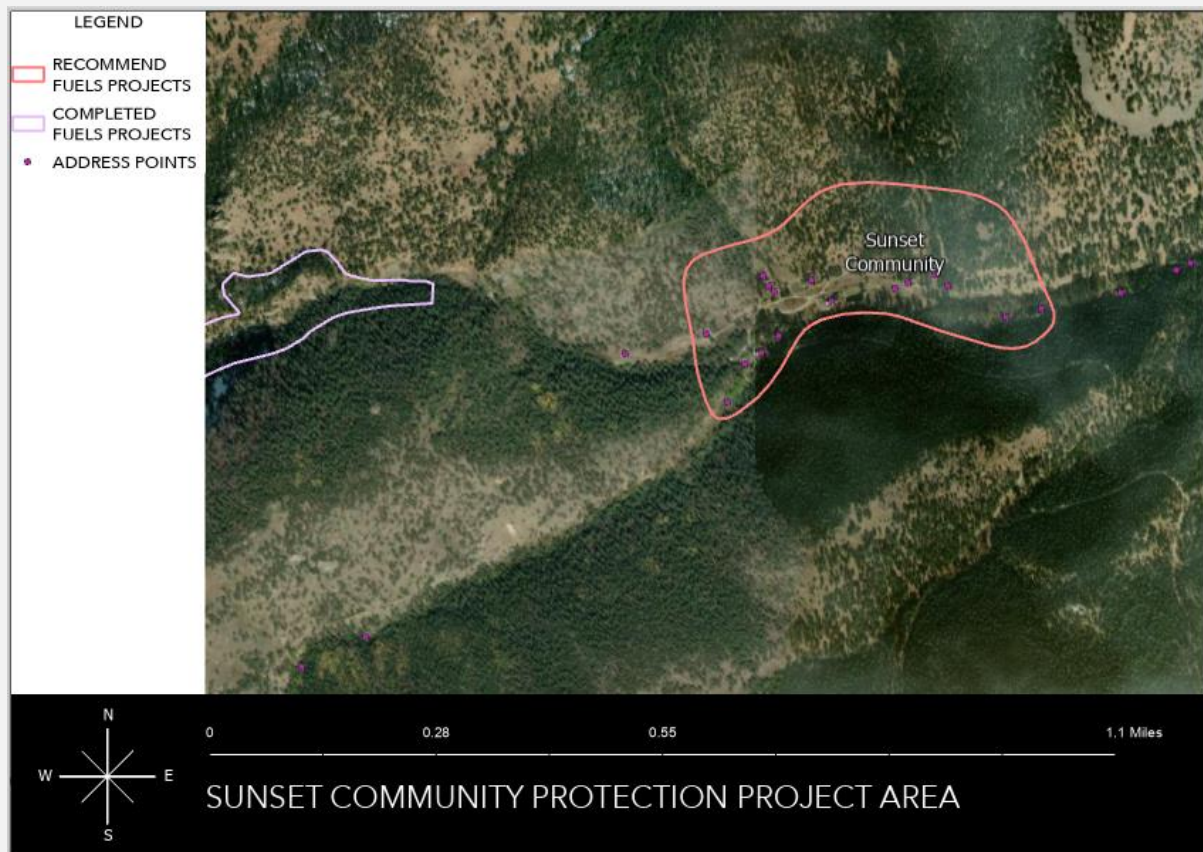 LEGEND
RECOMMEND
FUELS PROJECTS
COMPLETED
FUELS PROJECTS
ADDRESS POINTS
Sunset
Community
N
W
E
S
0
0.28
0.55
1.1 Miles
SUNSET COMMUNITY PROTECTION PROJECT AREA